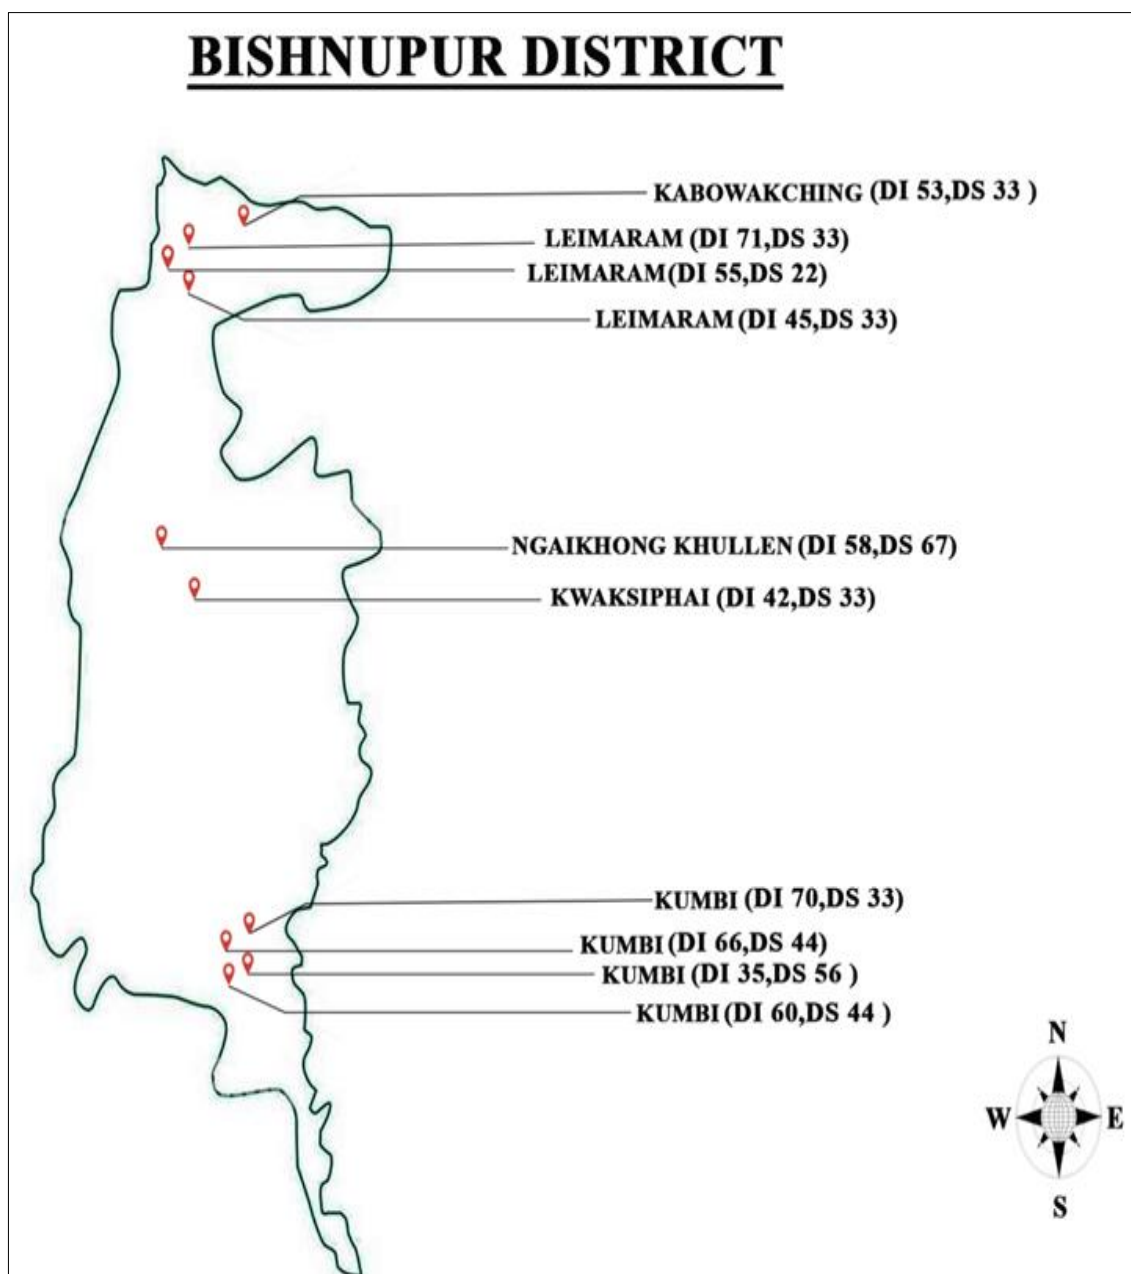 BISHNUPUR DISTRICT
KABOWAKCHING (DI 53,DS 33 )
LEIMARAM (DI 71,DS 33)
LEIMARAM(DI 55,DS 22)
LEIMARAM (DI 45,DS 33)
NGAIKHONG KHULLEN (DI 58,DS 67)
KWAKSIPHAI (DI 42,DS 33)
KUMBI (DI 70,DS 33)
KUMBI (DI 66,DS 44)
KUMBI (DI 35,DS 56 )
KUMBI (DI 60,DS 44 )
N
W E
S